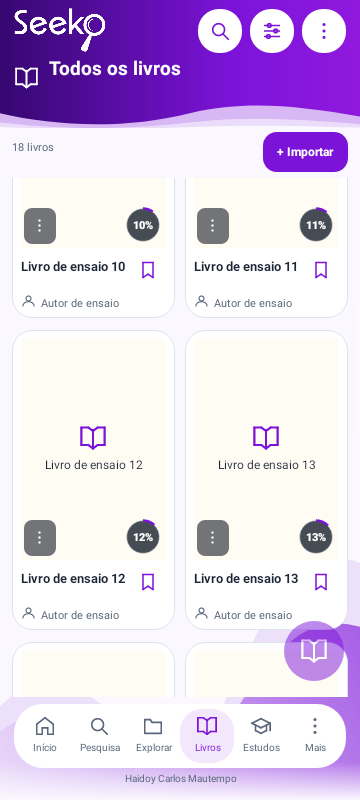 Seeko
Todos os livros
18 livros
+ Importar
10%
11%
Livro de ensaio 10
Livro de ensaio 11
Autor de ensaio
Autor de ensaio
Livro de ensaio 12
Livro de ensaio 13
12%
13%
Livro de ensaio 12
Livro de ensaio 13
Autor de ensaio
Autor de ensaio
Início
Pesquisa
Explorar
Livros
Estudos
Mais
Haidoy Carlos Mautempo